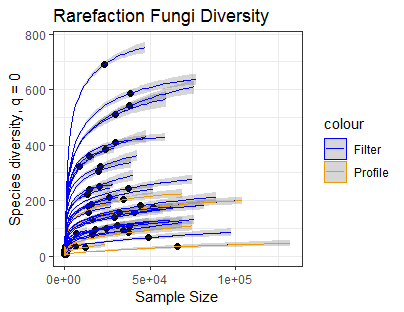 Rarefaction Fungi Diversity
Species diversity, q = 0
800
600
400
200
0
0e+00
5e+04
1e+05
Sample Size
colour
Filter
Profile